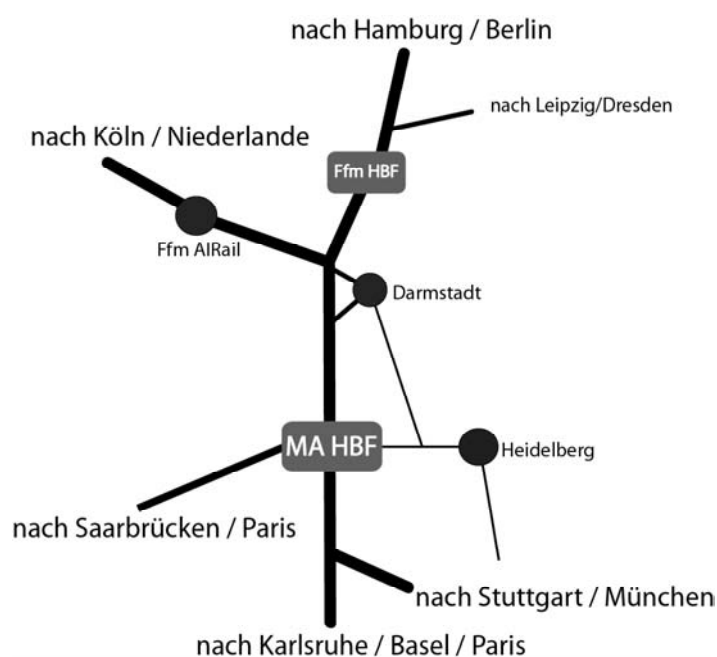 nach Hamburg / Berlin
nach Leipzig/Dresden
nach Köln / Niederlande
Ffm HBF
Ffm AIRail
Darmstadt
MA HBF
Heidelberg
nach Saarbrücken / Paris
nach Stuttgart / München
nach Karlsruhe / Basel / Paris